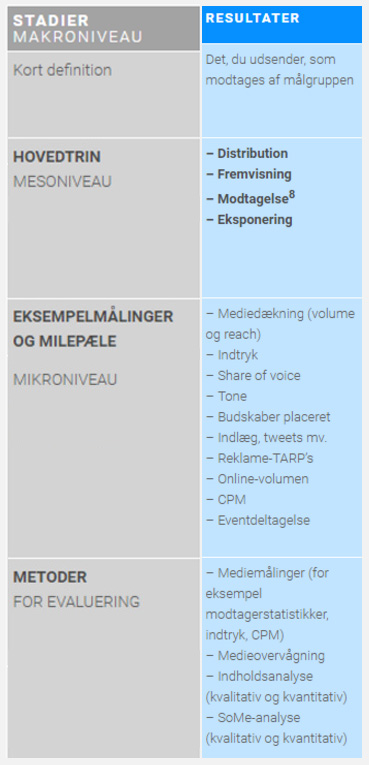 STADIER
MAKRONIVEAU
RESULTATER
Kort definition
Det, du udsender, som
modtages af målgruppen
HOVEDTRIN
MESONIVEAU
– Distribution
– Fremvisning
– Modtagelse8
– Eksponering
EKSEMPELMÅLINGER
OG MILEPÆLE
MIKRONIVEAU
– Mediedækning (volume
og reach)
– Indtryk
– Share of voice
– Tone
– Budskaber placeret
– Indlæg, tweets mv.
– Reklame-TARP's
– Online-volumen
– CPM
– Eventdeltagelse
METODER
FOR EVALUERING
– Mediemålinger (for
eksempel
modtagerstatistikker,
indtryk, CPM)
– Medieovervågning
– Indholdsanalyse
(kvalitativ og kvantitativ)
– SoMe-analyse
(kvalitativ og kvantitativ)